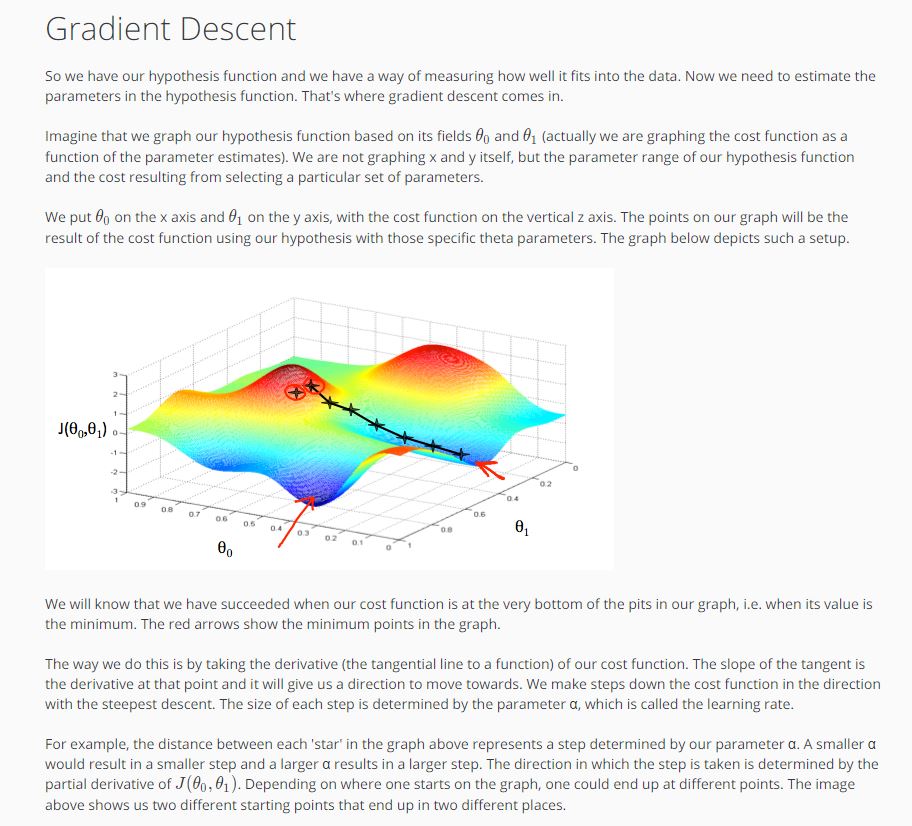 Gradient Descent
So we have our hypothesis function and we have a way of measuring how well it fits into the data. Now we need to estimate the
parameters in the hypothesis function. That's where gradient descent comes in.
Imagine that we graph our hypothesis function based on its fields θ₀ and θ₁ (actually we are graphing the cost function as a
function of the parameter estimates). We are not graphing x and y itself, but the parameter range of our hypothesis function
and the cost resulting from selecting a particular set of parameters.
We put θ₀ on the x axis and θ₁ on the y axis, with the cost function on the vertical z axis. The points on our graph will be the
result of the cost function using our hypothesis with those specific theta parameters. The graph below depicts such a setup.
3
2
1
J(θ₀,θ₁) 0
-1
-2
-3
1 0.9 0.8 0.7 0.6 0.5 0.4 0.3 0.2 0.1 0
θ₀
1 0.8 0.6 0.4 0.2 0
θ₁
We will know that we have succeeded when our cost function is at the very bottom of the pits in our graph, i.e. when its value is
the minimum. The red arrows show the minimum points in the graph.
The way we do this is by taking the derivative (the tangential line to a function) of our cost function. The slope of the tangent is
the derivative at that point and it will give us a direction to move towards. We make steps down the cost function in the direction
with the steepest descent. The size of each step is determined by the parameter α, which is called the learning rate.
For example, the distance between each 'star' in the graph above represents a step determined by our parameter α. A smaller α
would result in a smaller step and a larger α results in a larger step. The direction in which the step is taken is determined by the
partial derivative of J(θ₀, θ₁). Depending on where one starts on the graph, one could end up at different points. The image
above shows us two different starting points that end up in two different places.